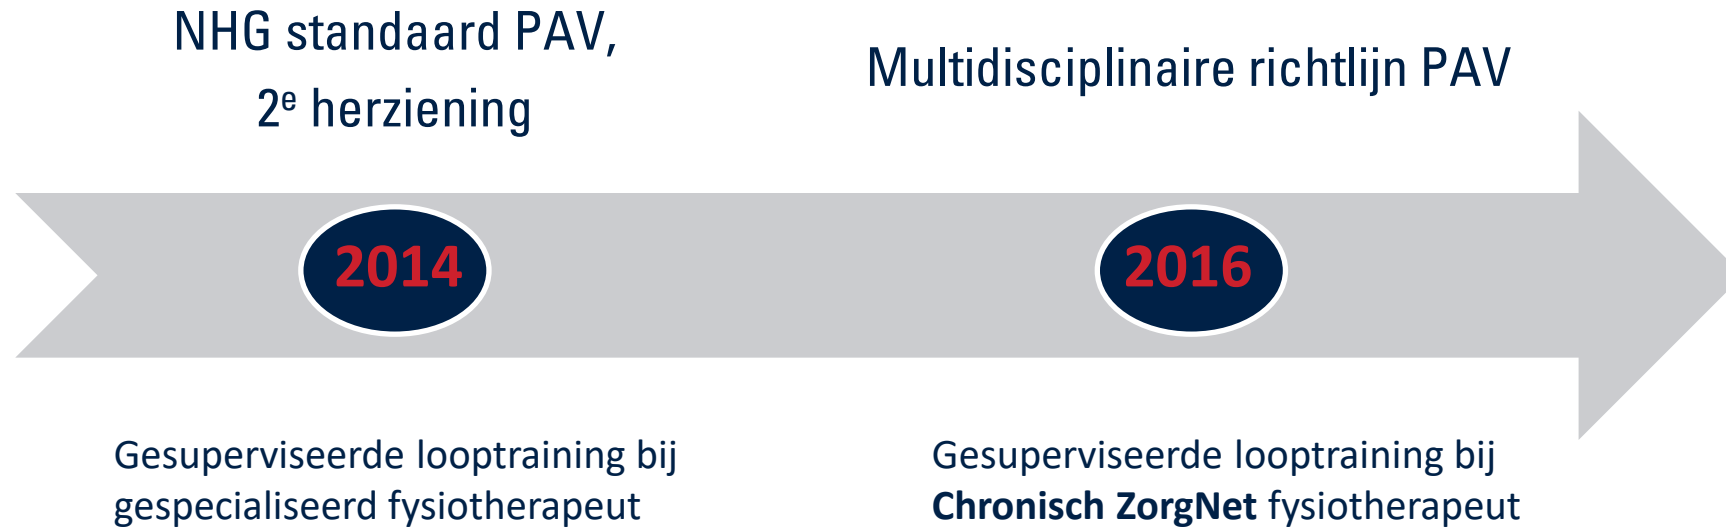 NHG standaard PAV,
2e herziening
Multidisciplinaire richtlijn PAV
2014
2016
Gesuperviseerde looptraining bij
gespecialiseerd fysiotherapeut
Gesuperviseerde looptraining bij
Chronisch ZorgNet fysiotherapeut